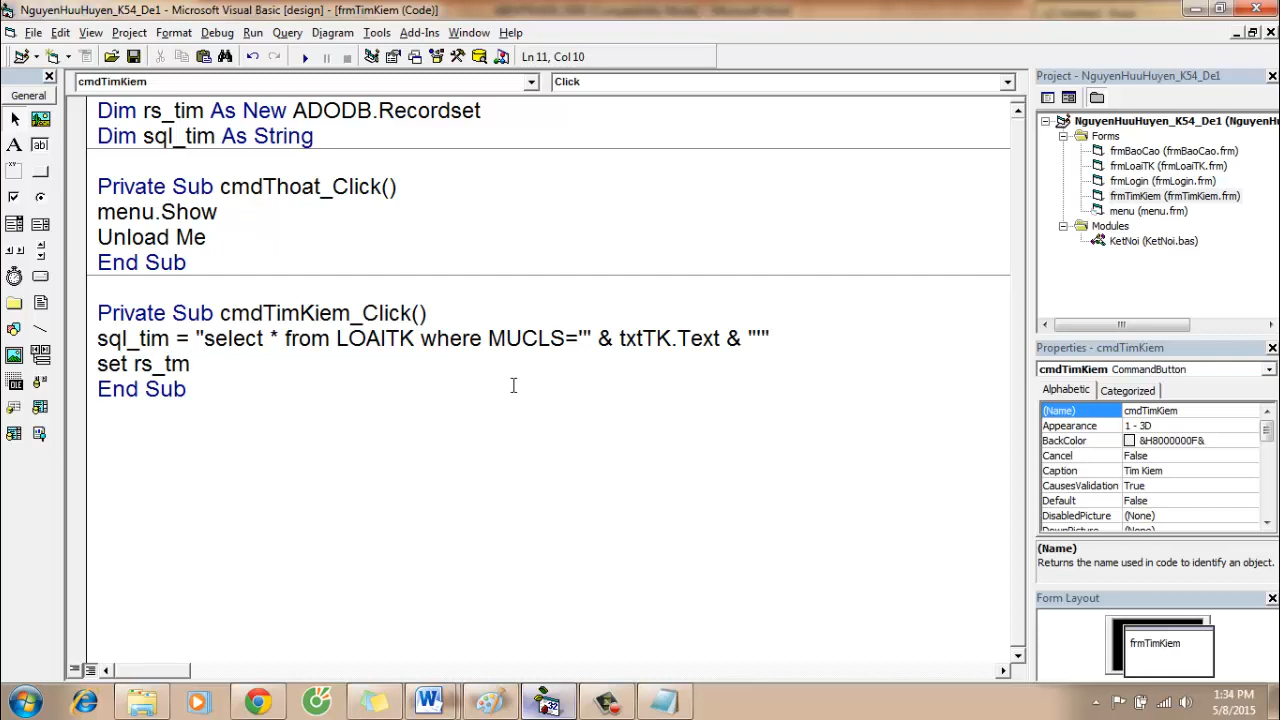 NguyenHuuHuyen_K54_De1 - Microsoft Visual Basic [design] - [frmTimKiem (Code)]
File Edit View Project Format Debug Run Query Diagram Tools Add-Ins Window Help
Ln 11, Col 10
General
cmdTimKiem
Click
Dim rs_tim As New ADODB.Recordset
Dim sql_tim As String
Private Sub cmdThoat_Click()
menu.Show
Unload Me
End Sub
Private Sub cmdTimKiem_Click()
sql_tim = "select * from LOAITK where MUCLS='" & txtTK.Text & "'"
set rs_tm
End Sub
Project - NguyenHuuHuyen_K54_De1
NguyenHuuHuyen_K54_De1 (NguyenH
Forms
frmBaoCao (frmBaoCao.frm)
frmLoaiTK (frmLoaiTK.frm)
frmLogin (frmLogin.frm)
frmTimKiem (frmTimKiem.frm)
menu (menu.frm)
Modules
KetNoi (KetNoi.bas)
Properties - cmdTimKiem
cmdTimKiem CommandButton
Alphabetic Categorized
(Name) cmdTimKiem
Appearance 1 - 3D
BackColor &H8000000F&
Cancel False
Caption Tim Kiem
CausesValidation True
Default False
DisabledPicture (None)
DownPicture (None)
(Name)
Returns the name used in code to identify an object.
Form Layout
frmTimKiem
1:34 PM
5/8/2015